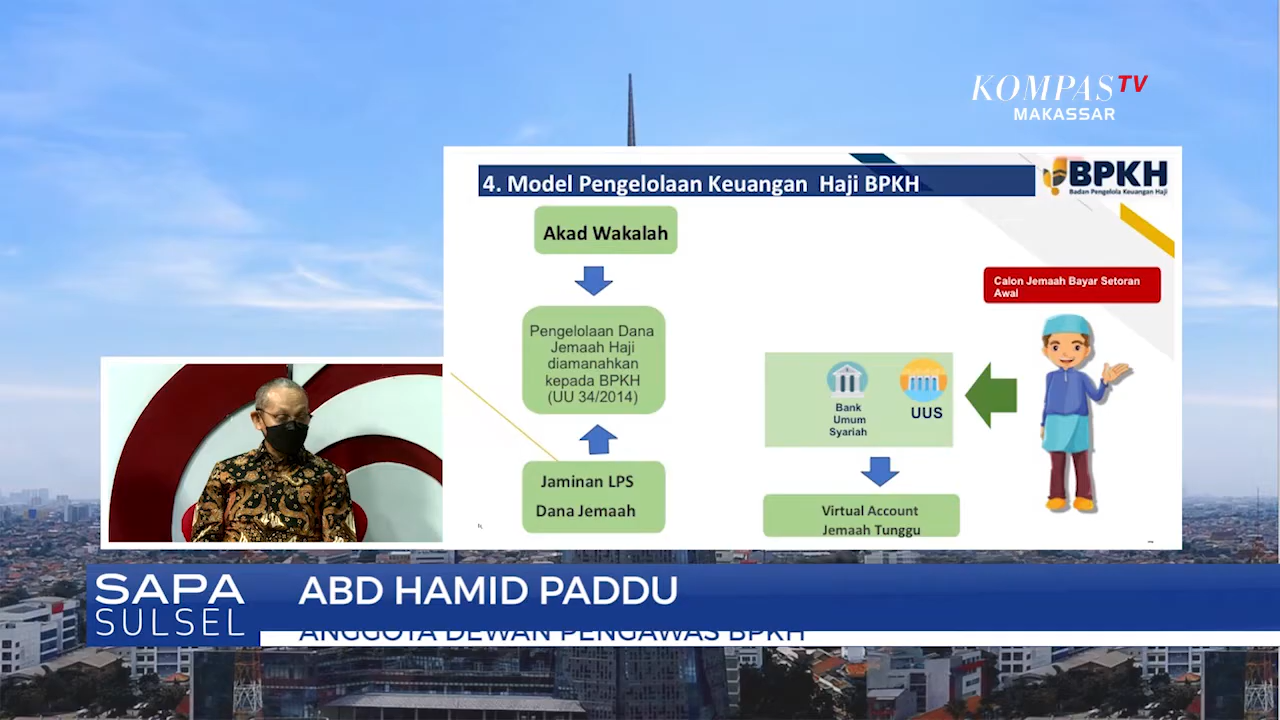 KOMPAS TV
MAKASSAR
4. Model Pengelolaan Keuangan Haji BPKH
BPKH
Badan Pengelola Keuangan Haji
Akad Wakalah
Calon Jemaah Bayar Setoran
Awal
Pengelolaan Dana
Jemaah Haji
diamanahkan
kepada BPKH
(UU 34/2014)
Bank
Umum
Syariah
UUS
Jaminan LPS
Dana Jemaah
Virtual Account
Jemaah Tunggu
SAPA
SULSEL
ABD HAMID PADDU
ANGGOTA DEWAN PENGAWAS BPKH